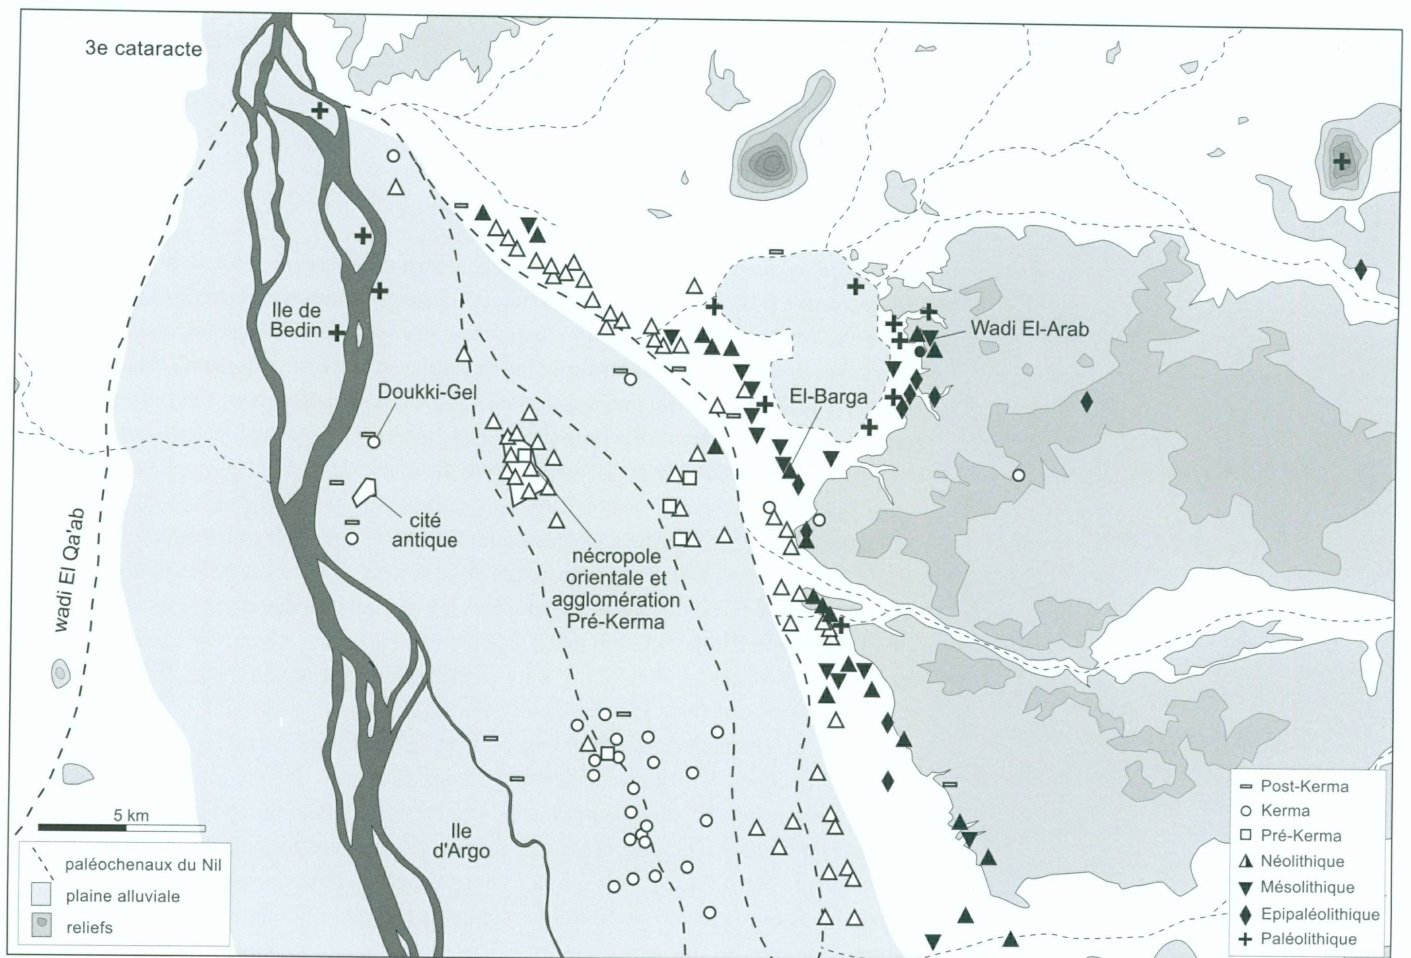 3e cataracte
Ile de
Bedin
Wadi El-Arab
Doukki-Gel
El-Barga
cité
antique
wadi El Qa'ab
nécropole
orientale et
agglomération
Pré-Kerma
Ile
d'Argo
5 km
paléochenaux du Nil
plaine alluviale
reliefs
Post-Kerma
Kerma
Pré-Kerma
Néolithique
Mésolithique
Epipaléolithique
Paléolithique